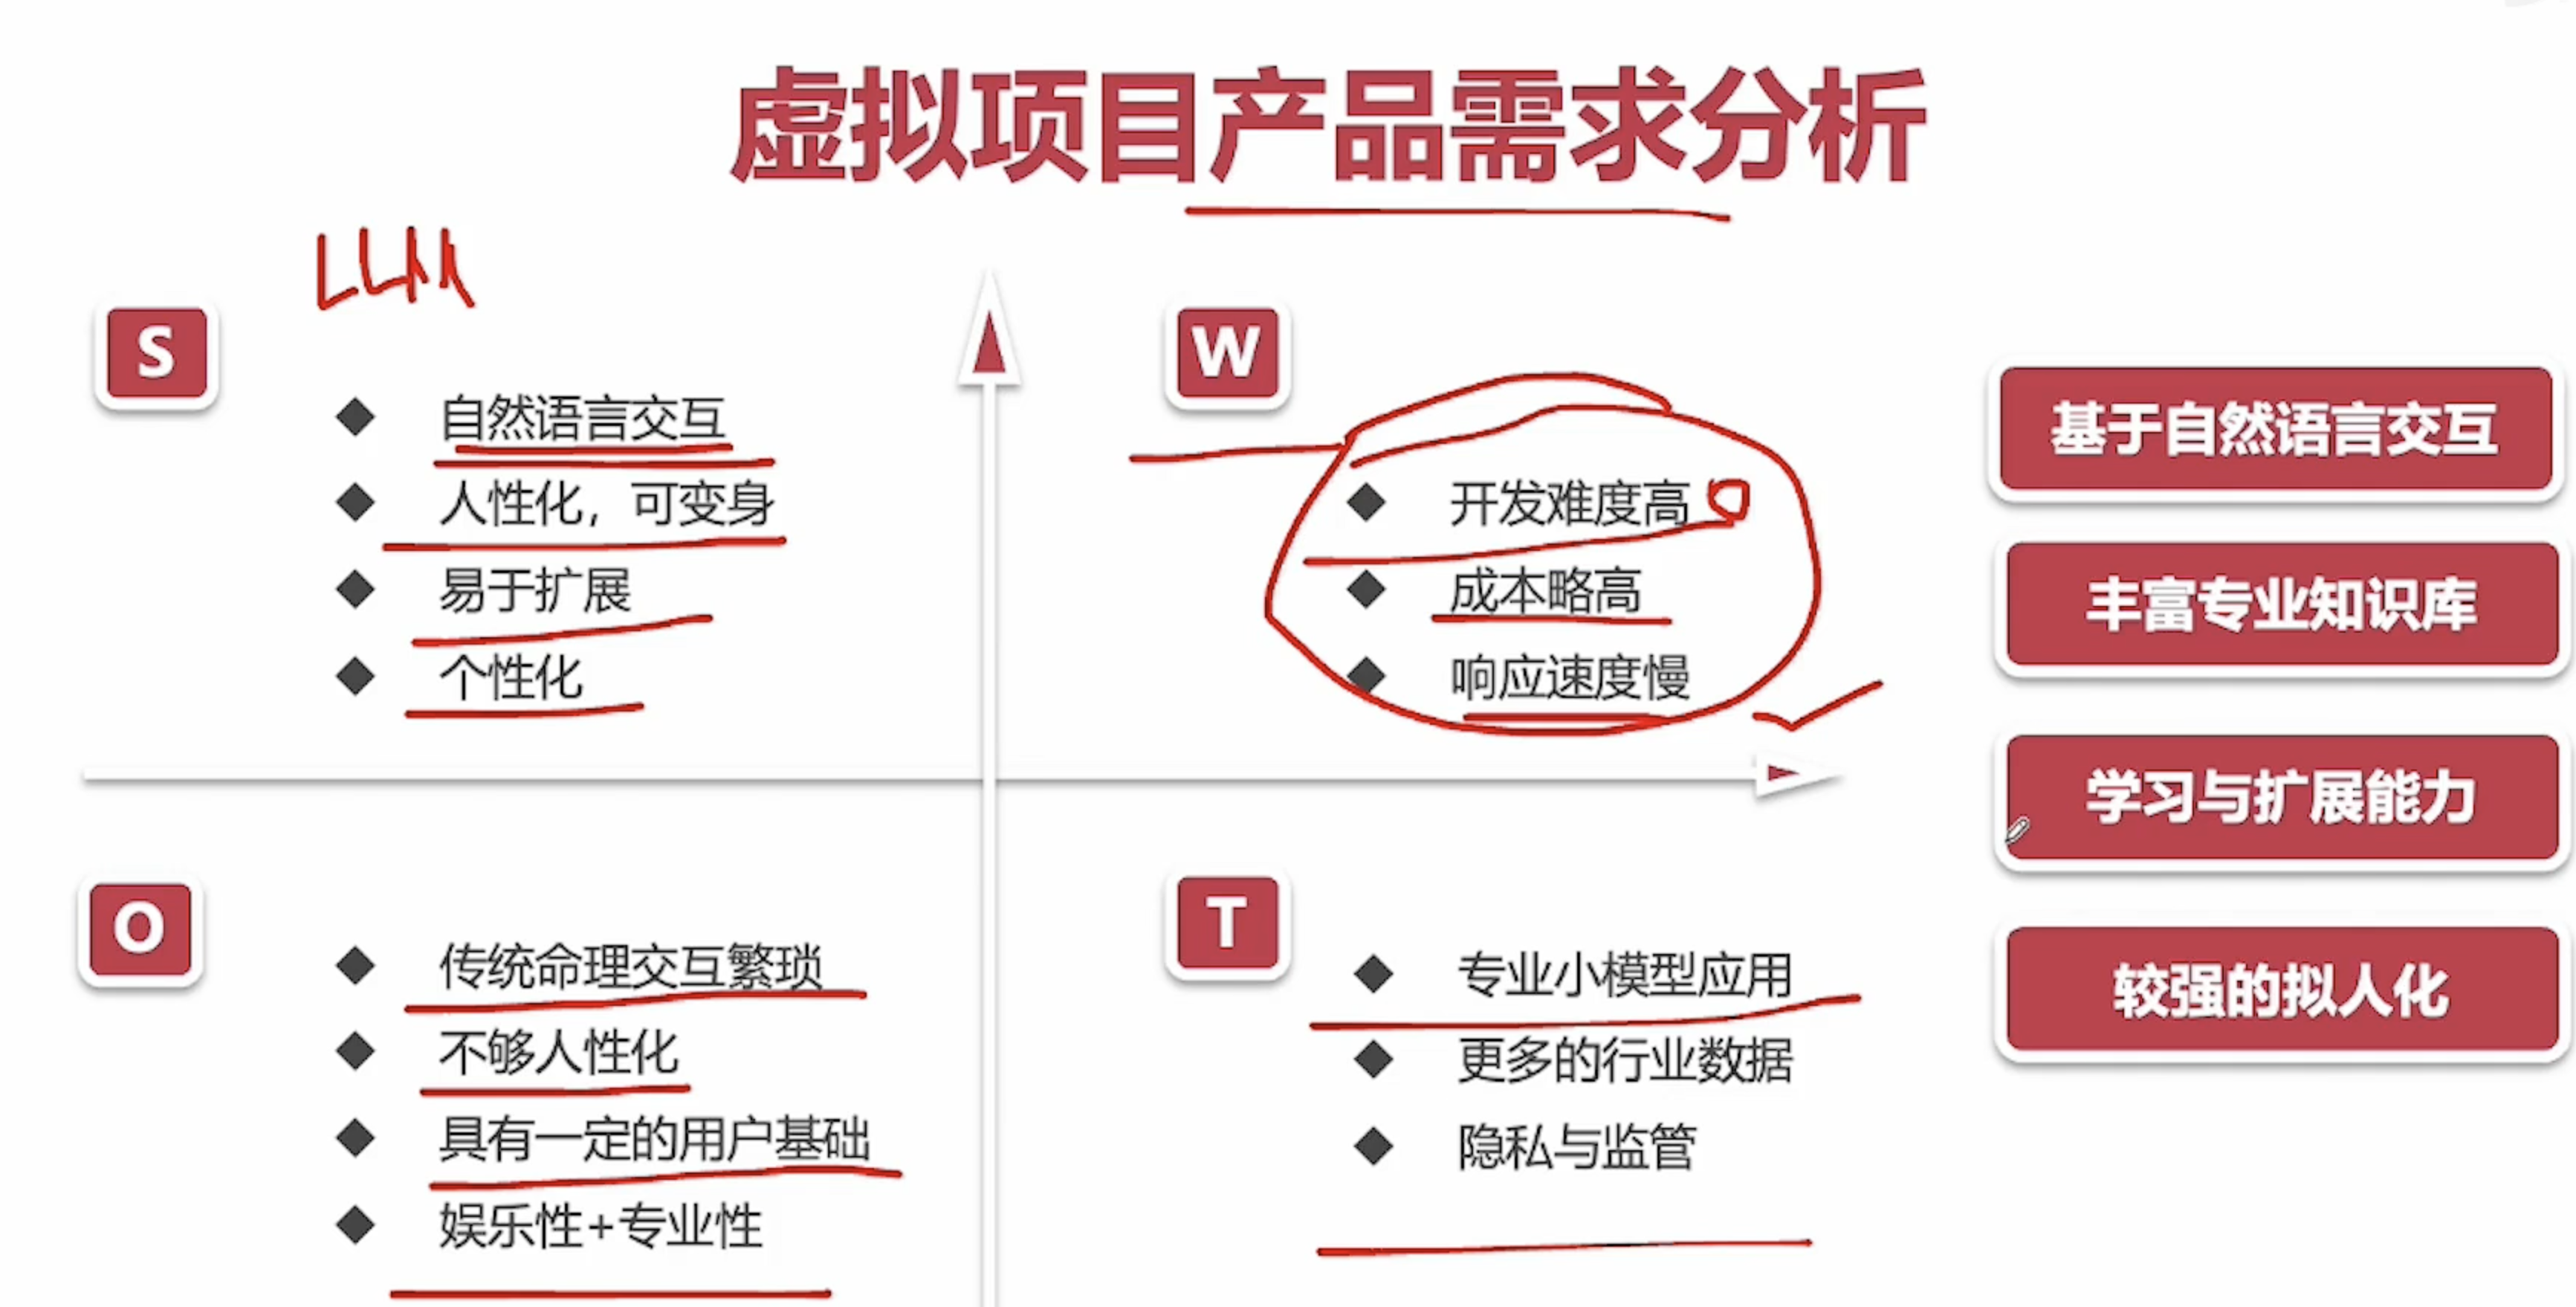 虚拟项目产品需求分析
LLM
S
自然语言交互
人性化，可变身
易于扩展
个性化
W
开发难度高
成本略高
响应速度慢
O
传统命理交互繁琐
不够人性化
具有一定的用户基础
娱乐性+专业性
T
专业小模型应用
更多的行业数据
隐私与监管
基于自然语言交互
丰富专业知识库
学习与扩展能力
较强的拟人化